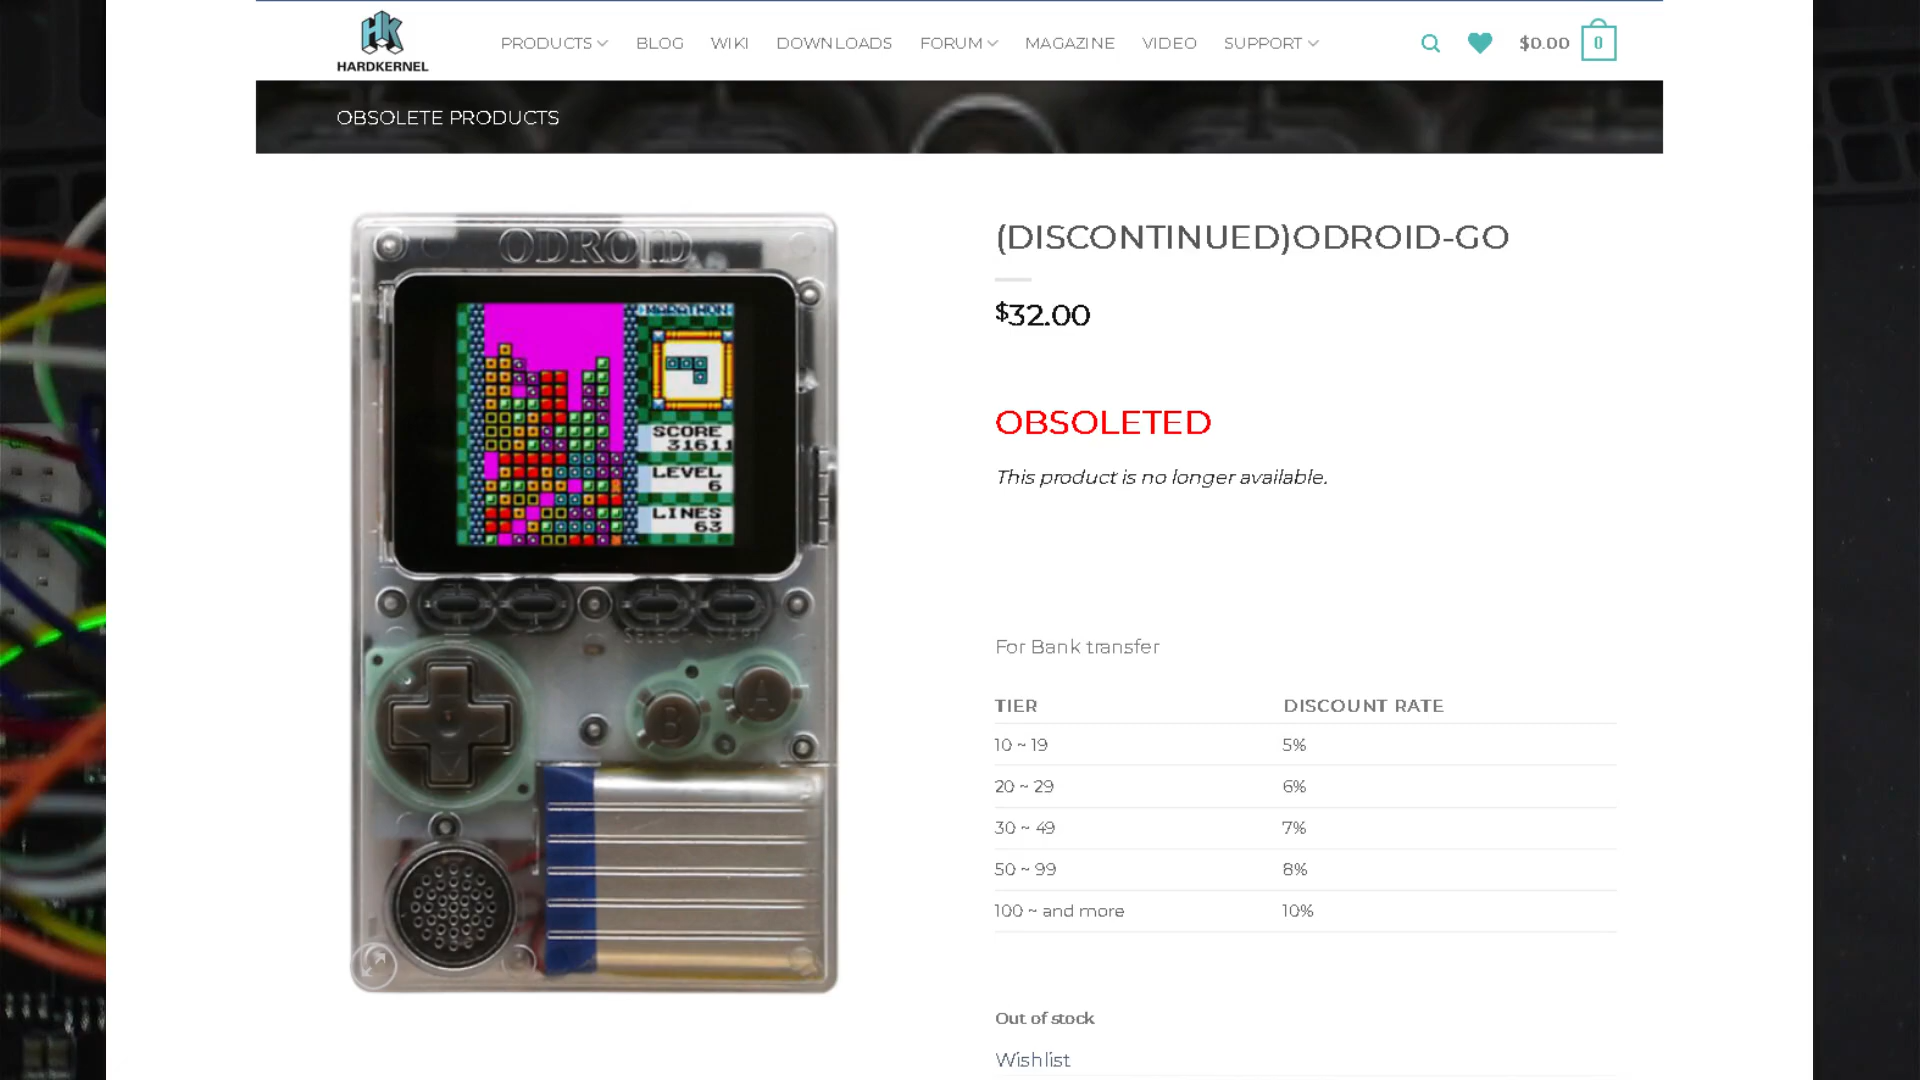 HARDKERNEL
PRODUCTS
BLOG
WIKI
DOWNLOADS
FORUM
MAGAZINE
VIDEO
SUPPORT
$0.00
0
OBSOLETE PRODUCTS
ODROID
MARATHON
SCORE
31611
LEVEL
6
LINES
63
SELECT START
B
A
(DISCONTINUED)ODROID-GO
$32.00
OBSOLETED
This product is no longer available.
For Bank transfer
TIER DISCOUNT RATE
10 ~ 19 5%
20 ~ 29 6%
30 ~ 49 7%
50 ~ 99 8%
100 ~ and more 10%
Out of stock
Wishlist